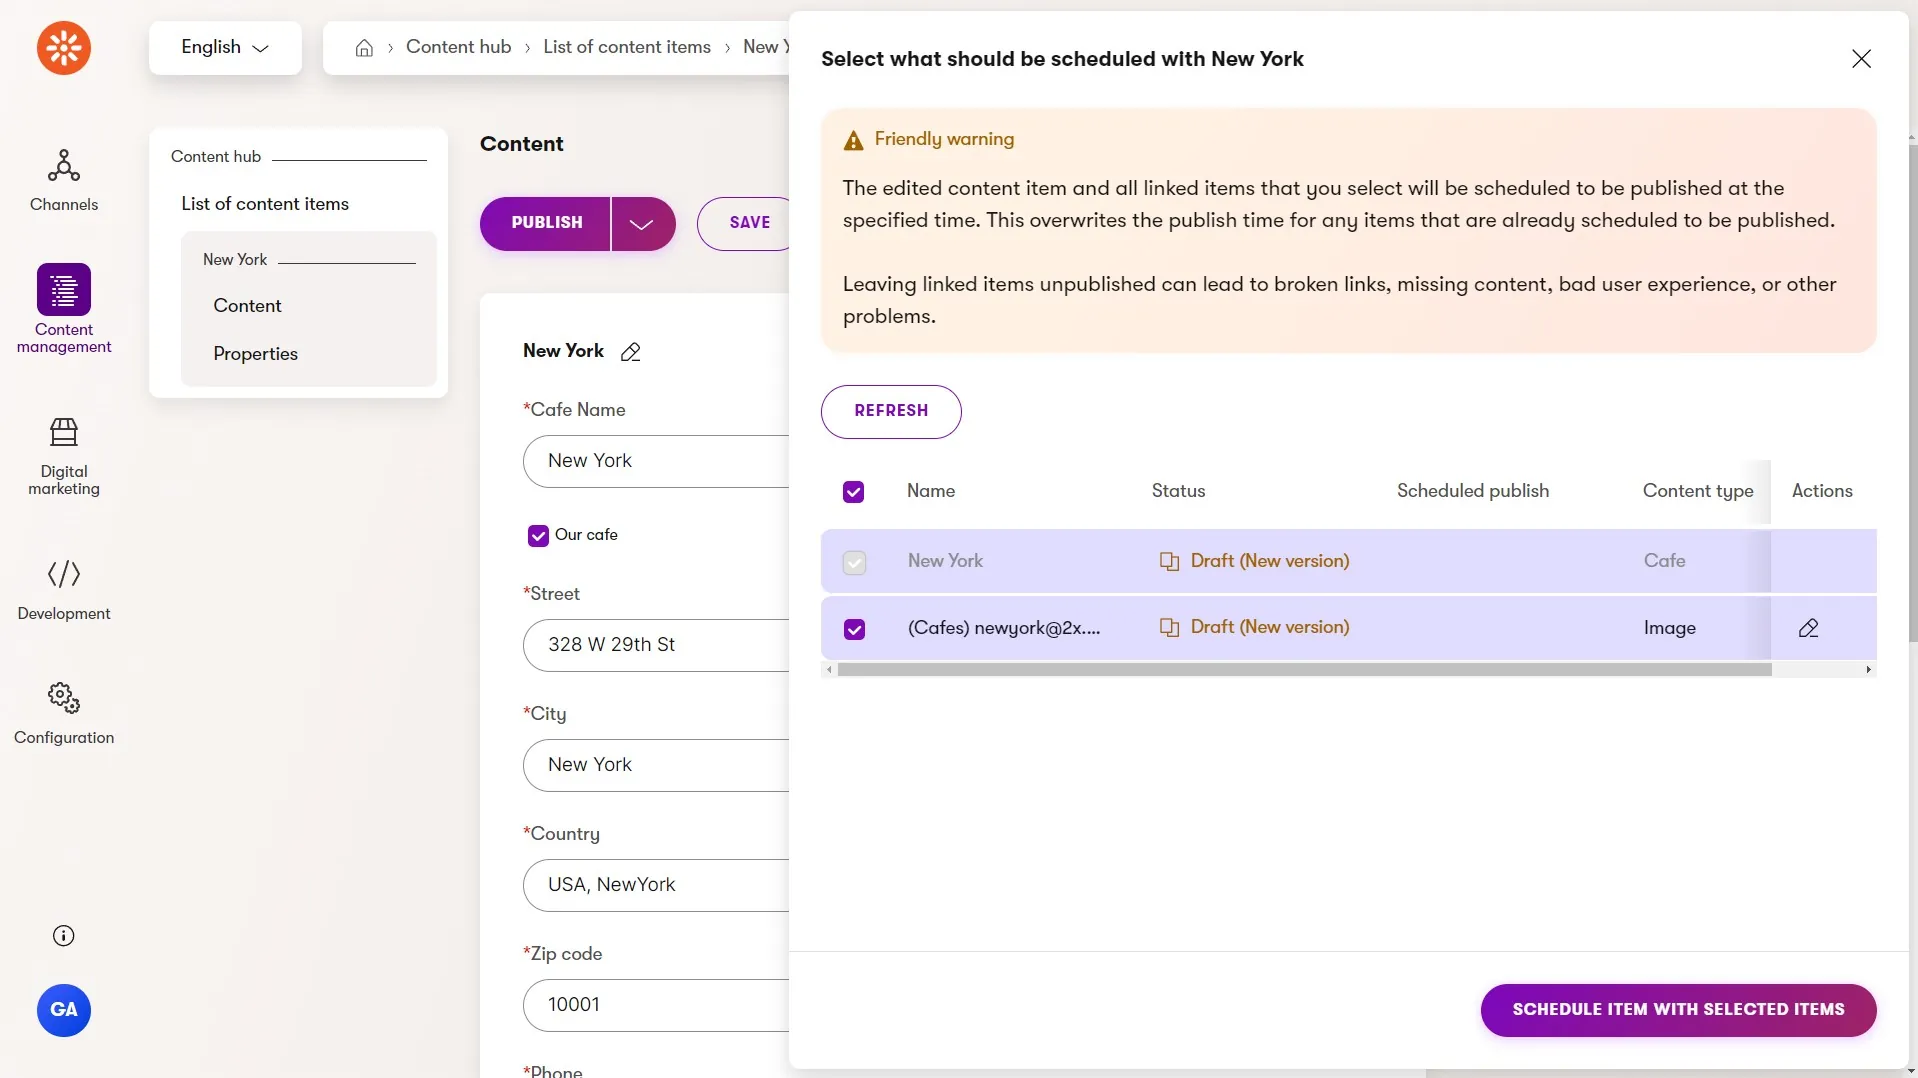 English
Content hub
List of content items
New Y
Channels
Content
management
Digital
marketing
Development
Configuration
GA
Content hub
List of content items
New York
Content
Properties
Content
PUBLISH
SAVE
New York
*Cafe Name
New York
Our cafe
*Street
328 W 29th St
*City
New York
*Country
USA, NewYork
*Zip code
10001
*Phone
Select what should be scheduled with New York
Friendly warning
The edited content item and all linked items that you select will be scheduled to be published at the
specified time. This overwrites the publish time for any items that are already scheduled to be published.
Leaving linked items unpublished can lead to broken links, missing content, bad user experience, or other
problems.
REFRESH
Name Status Scheduled publish Content type Actions
New York Draft (New version) Cafe
(Cafes) newyork@2x.... Draft (New version) Image
SCHEDULE ITEM WITH SELECTED ITEMS